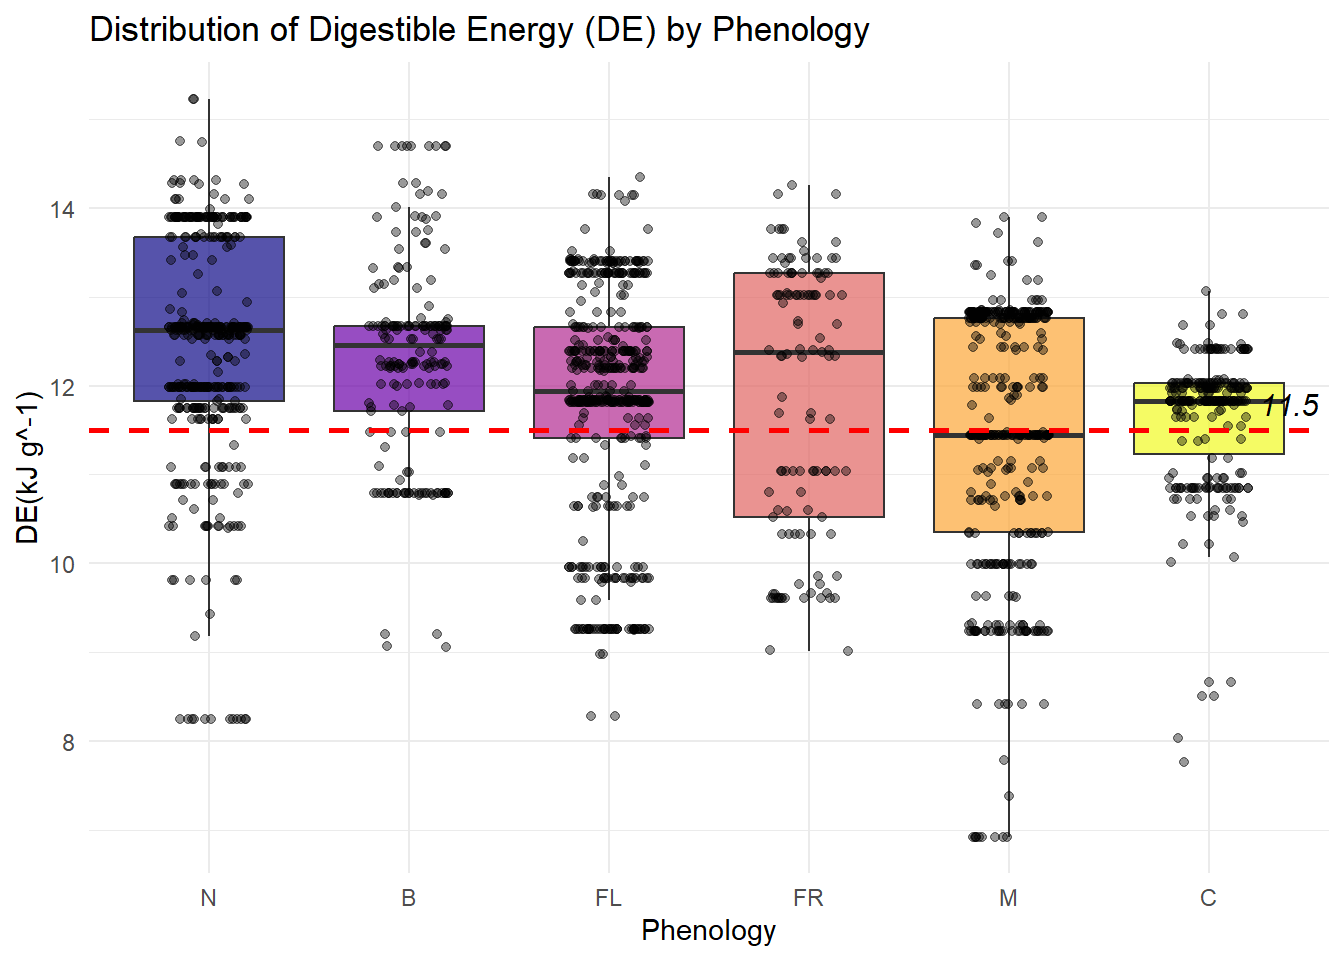 Distribution of Digestible Energy (DE) by Phenology
DE(kJ g^-1)
14
12
11.5
10
8
N B FL FR M C
Phenology